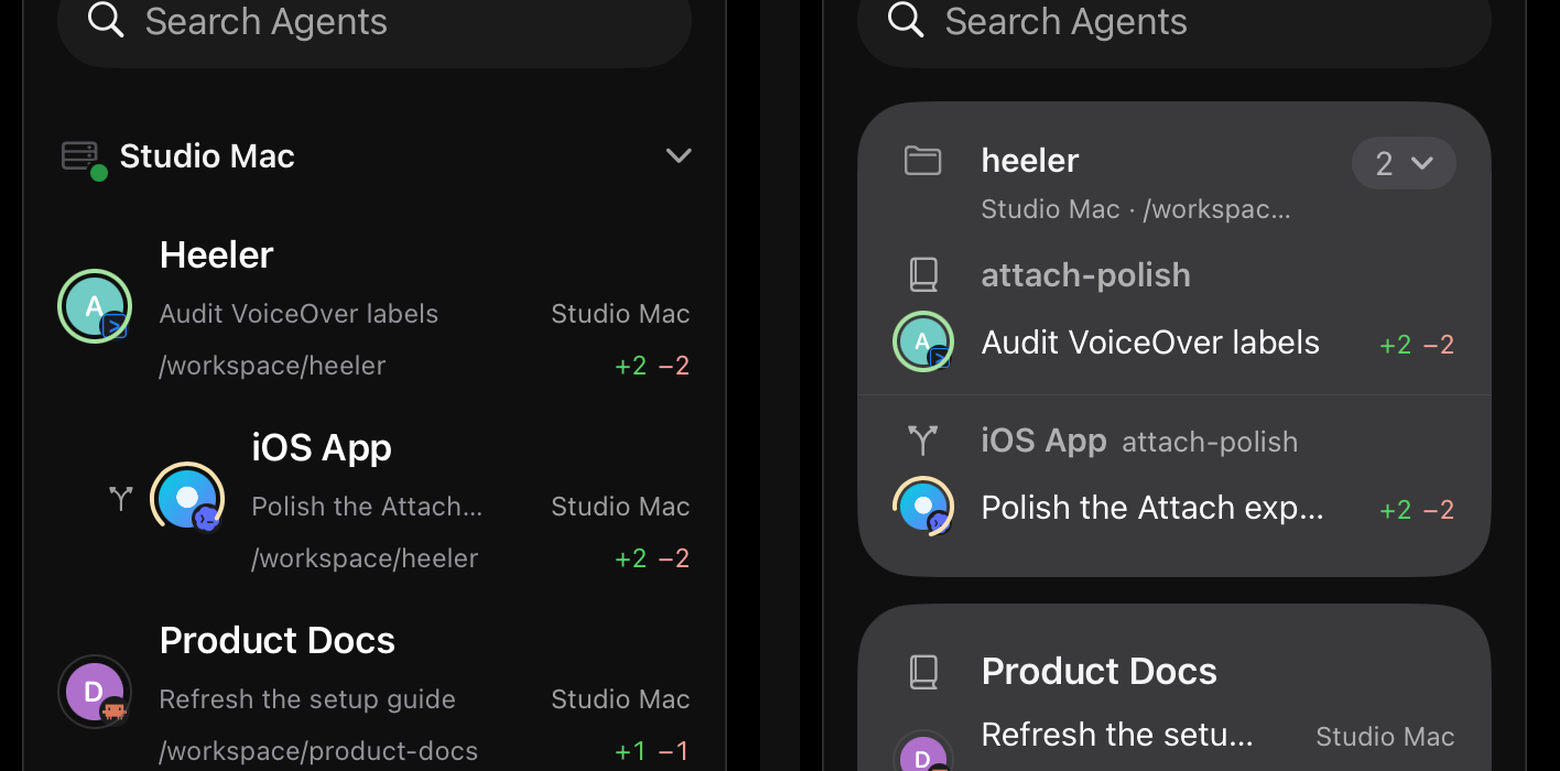 Search Agents
Studio Mac
Heeler
A
Audit VoiceOver labels Studio Mac
/workspace/heeler +2 −2
iOS App
Polish the Attach... Studio Mac
/workspace/heeler +2 −2
Product Docs
D
Refresh the setup guide Studio Mac
/workspace/product-docs +1 −1
Search Agents
heeler 2
Studio Mac · /workspac...
attach-polish
A
Audit VoiceOver labels +2 −2
iOS App attach-polish
Polish the Attach exp... +2 −2
Product Docs
Refresh the setu... Studio Mac
D